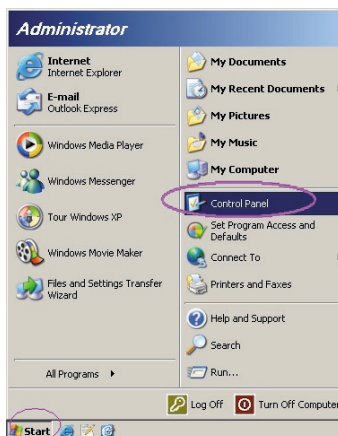 Administrator
Internet
Internet Explorer
E-mail
Outlook Express
Windows Media Player
Windows Messenger
Tour Windows XP
Windows Movie Maker
Files and Settings Transfer
Wizard
All Programs
My Documents
My Recent Documents
My Pictures
My Music
My Computer
Control Panel
Set Program Access and
Defaults
Connect To
Printers and Faxes
Help and Support
Search
Run...
Log Off
Turn Off Computer
Start